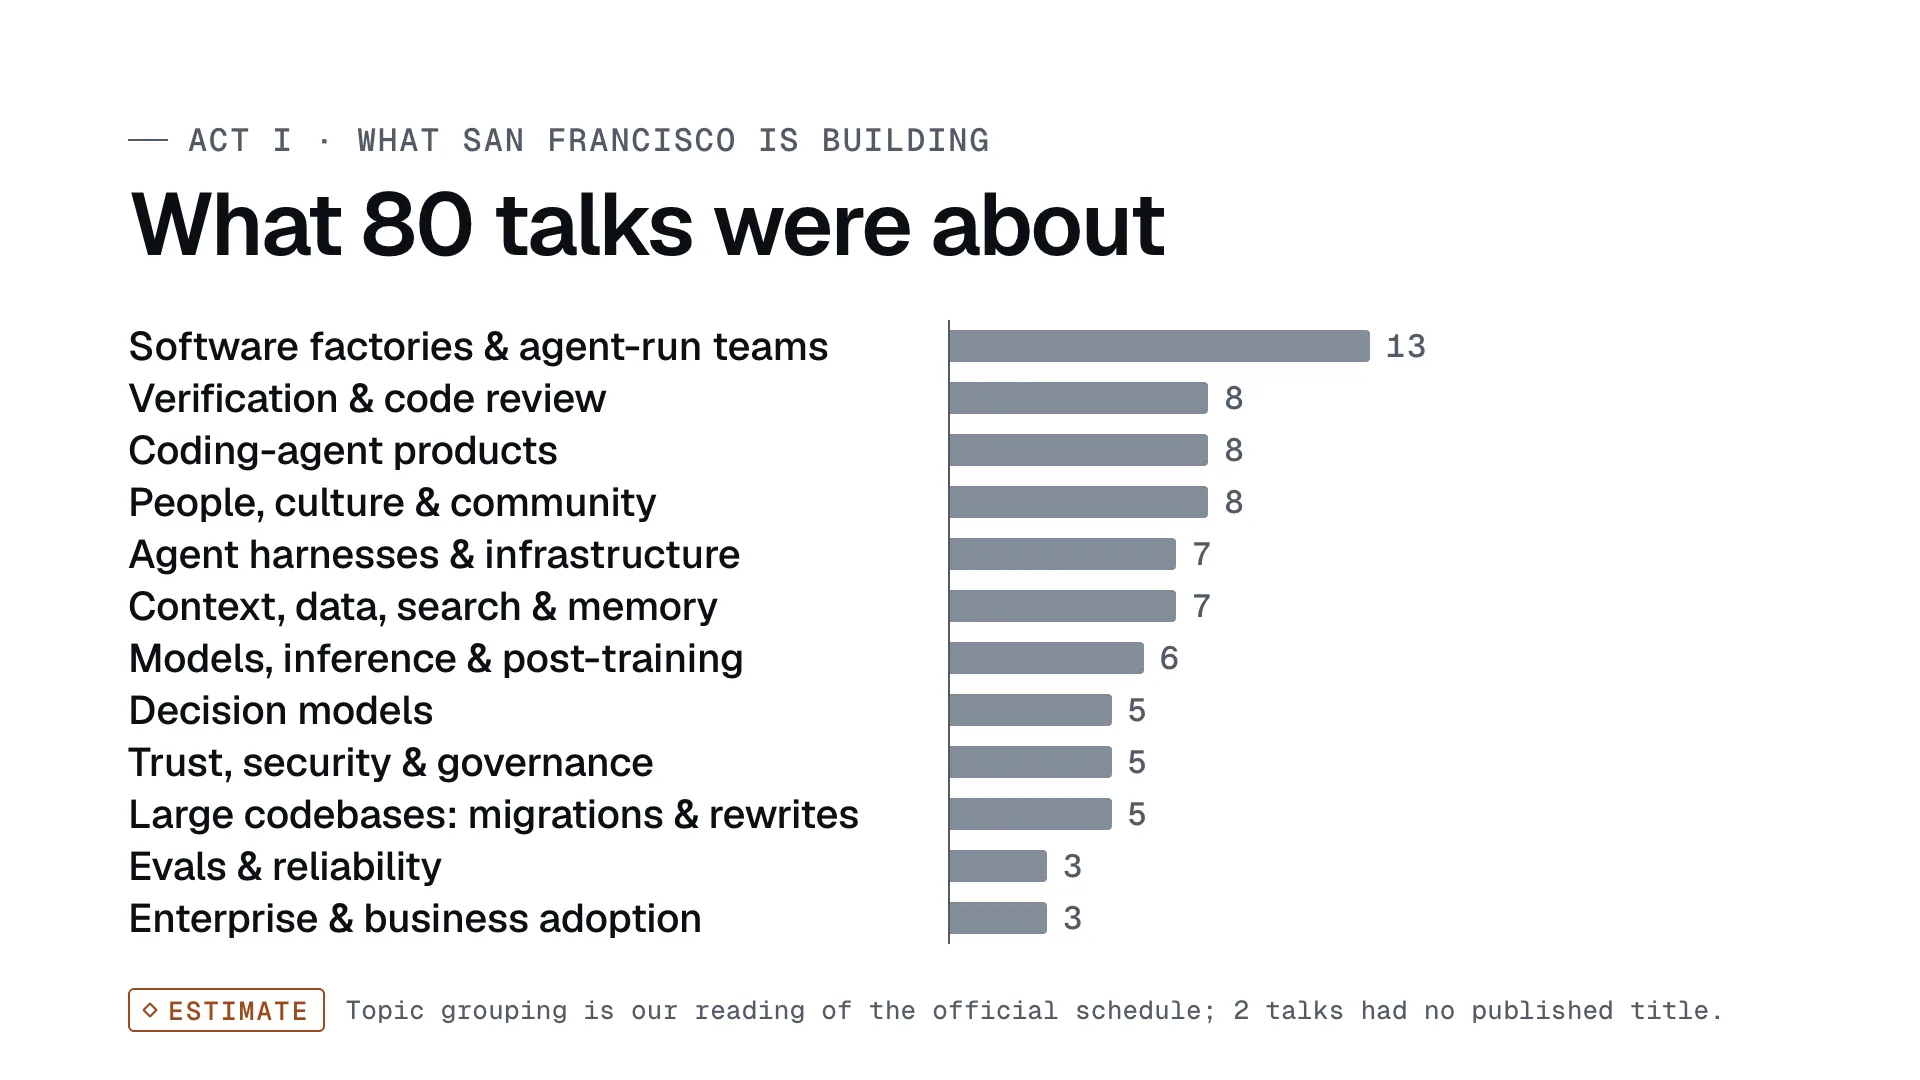 ACT I · WHAT SAN FRANCISCO IS BUILDING
What 80 talks were about
Software factories & agent-run teams 13
Verification & code review 8
Coding-agent products 8
People, culture & community 8
Agent harnesses & infrastructure 7
Context, data, search & memory 7
Models, inference & post-training 6
Decision models 5
Trust, security & governance 5
Large codebases: migrations & rewrites 5
Evals & reliability 3
Enterprise & business adoption 3
◇ ESTIMATE Topic grouping is our reading of the official schedule; 2 talks had no published title.